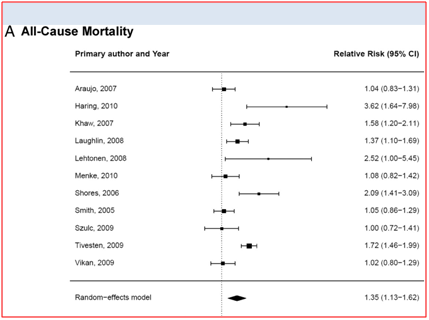 A All-Cause Mortality
Primary author and Year Relative Risk (95% CI)
Araujo, 2007 1.04 (0.83−1.31)
Haring, 2010 3.62 (1.64−7.98)
Khaw, 2007 1.58 (1.20−2.11)
Laughlin, 2008 1.37 (1.10−1.69)
Lehtonen, 2008 2.52 (1.00−5.45)
Menke, 2010 1.08 (0.82−1.42)
Shores, 2006 2.09 (1.41−3.09)
Smith, 2005 1.05 (0.86−1.29)
Szulc, 2009 1.00 (0.72−1.41)
Tivesten, 2009 1.72 (1.46−1.99)
Vikan, 2009 1.02 (0.80−1.29)
Random−effects model 1.35 (1.13−1.62)